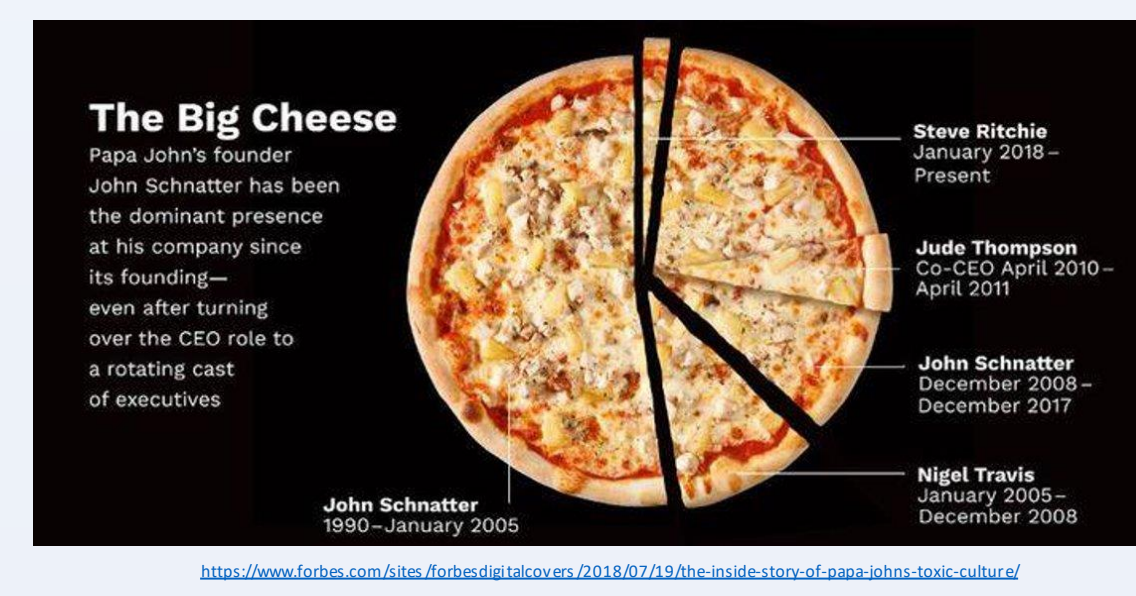 The Big Cheese
Papa John's founder
John Schnatter has been
the dominant presence
at his company since
its founding—
even after turning
over the CEO role to
a rotating cast
of executives
Steve Ritchie
January 2018 –
Present
Jude Thompson
Co-CEO April 2010 –
April 2011
John Schnatter
December 2008 –
December 2017
Nigel Travis
January 2005 –
December 2008
John Schnatter
1990–January 2005
https://www.forbes.com/sites/forbesdigitalcovers/2018/07/19/the-inside-story-of-papa-johns-toxic-culture/